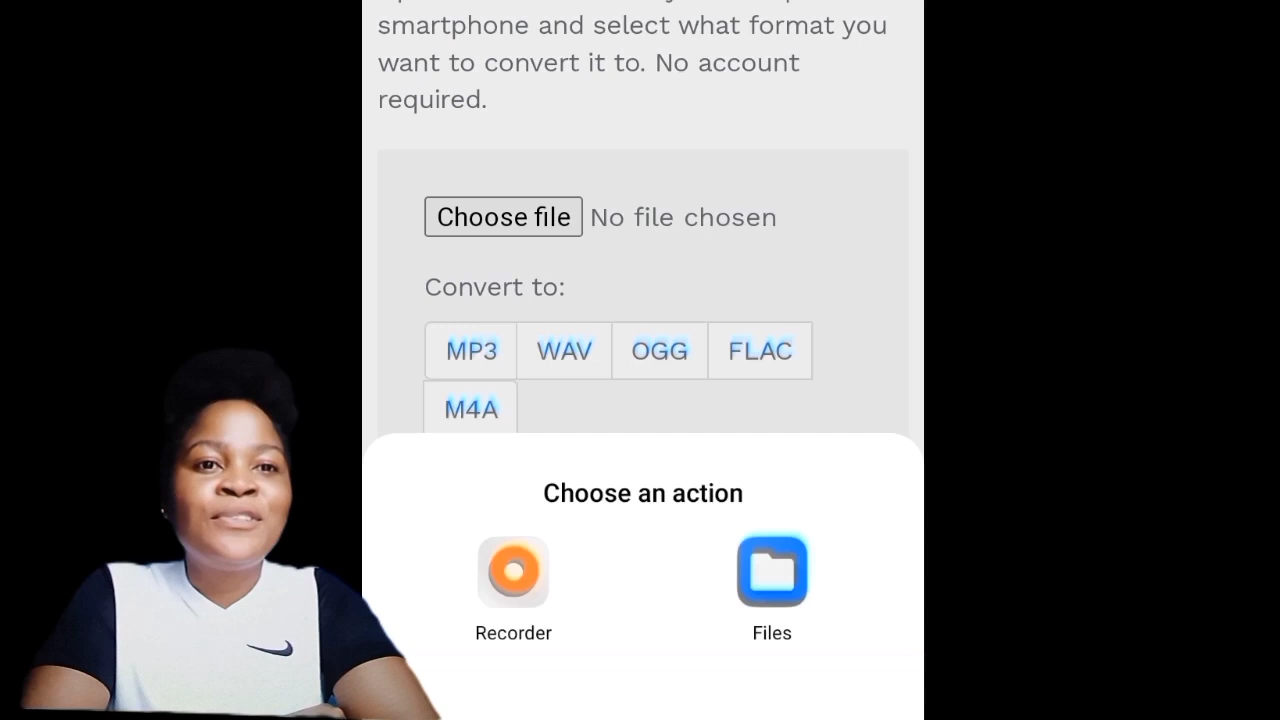 smartphone and select what format you
want to convert it to. No account
required.
Choose file No file chosen
Convert to:
MP3 WAV OGG FLAC
M4A
Choose an action
Recorder Files